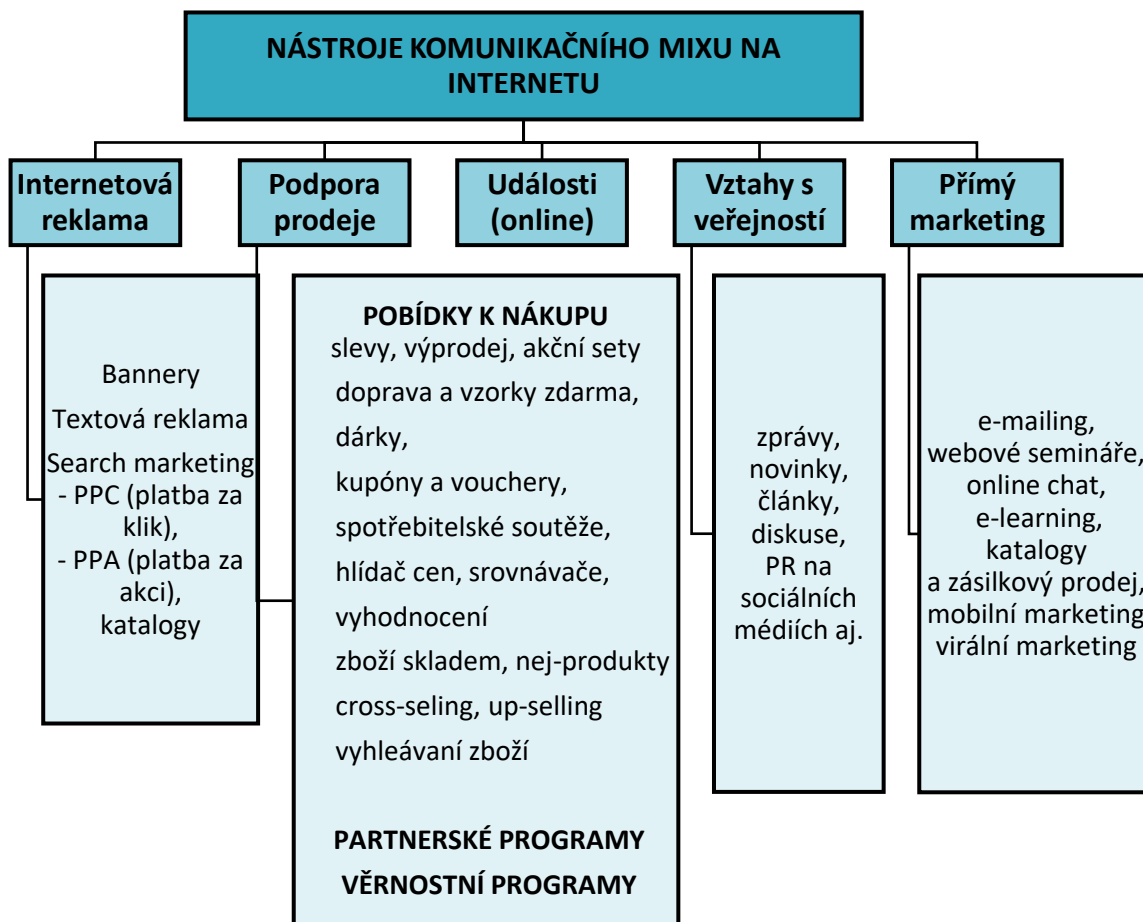 NÁSTROJE KOMUNIKAČNÍHO MIXU NA
INTERNETU
Internetová
reklama
Podpora
prodeje
Události
(online)
Vztahy s
veřejností
Přímý
marketing
Bannery
Textová reklama
Search marketing
- PPC (platba za
klik),
- PPA (platba za
akci),
katalogy
POBÍDKY K NÁKUPU
slevy, výprodej, akční sety
doprava a vzorky zdarma,
dárky,
kupóny a vouchery,
spotřebitelské soutěže,
hlídač cen, srovnávače,
vyhodnocení
zboží skladem, nej-produkty
cross-seling, up-selling
vyhleávaní zboží
PARTNERSKÉ PROGRAMY
VĚRNOSTNÍ PROGRAMY
zprávy,
novinky,
články,
diskuse,
PR na
sociálních
médiích aj.
e-mailing,
webové semináře,
online chat,
e-learning,
katalogy
a zásilkový prodej,
mobilní marketing
virální marketing